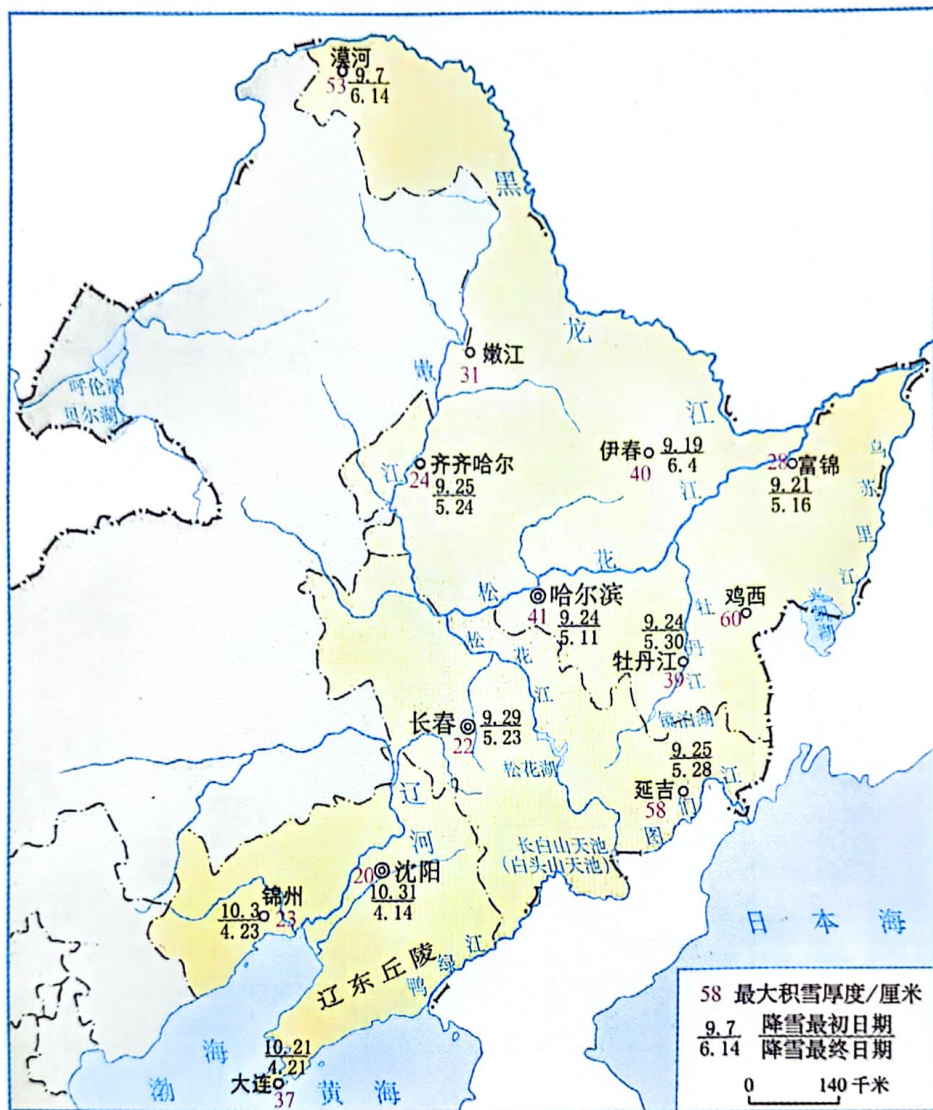 漠河
53
9.7
6.14
黑
龙
江
嫩江
31
嫩
江
呼伦湖
贝尔湖
齐齐哈尔
24
9.25
5.24
伊春
40
9.19
6.4
28
富锦
9.21
5.16
乌
苏
里
江
松
花
江
哈尔滨
41
9.24
5.11
鸡西
60
9.24
5.30
牡丹江
39
牡
丹
江
松
花
江
镜泊湖
长春
22
9.29
5.23
松花湖
9.25
5.28
延吉
58
图
们
江
长白山天池
(白头山天池)
辽
河
沈阳
20
10.31
4.14
锦州
23
10.3
4.23
辽东丘陵
鸭
绿
江
日本海
渤海
黄海
10.21
4.21
大连
37
58 最大积雪厚度/厘米
9.7 降雪最初日期
6.14 降雪最终日期
0 140千米